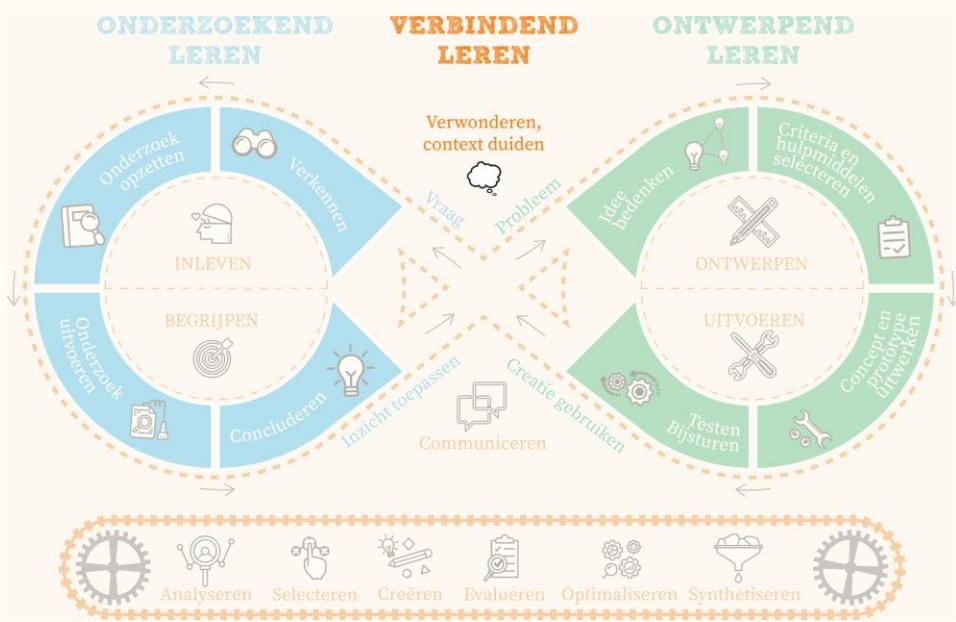 ONDERZOEKEND
LEREN
VERBINDEND
LEREN
ONTWERPEND
LEREN
Verwonderen,
context duiden
Onderzoek
opzetten
Verkennen
Vraag
Probleem
Idee
bedenken
Criteria en
hulpmiddelen
selecteren
INLEVEN
ONTWERPEN
BEGRIJPEN
UITVOEREN
Onderzoek
uitvoeren
Concluderen
Inzicht toepassen
Creatie gebruiken
Testen
Bijsturen
Concept en
prototype
uitwerken
Communiceren
Analyseren
Selecteren
Creëren
Evalueren
Optimaliseren
Synthetiseren